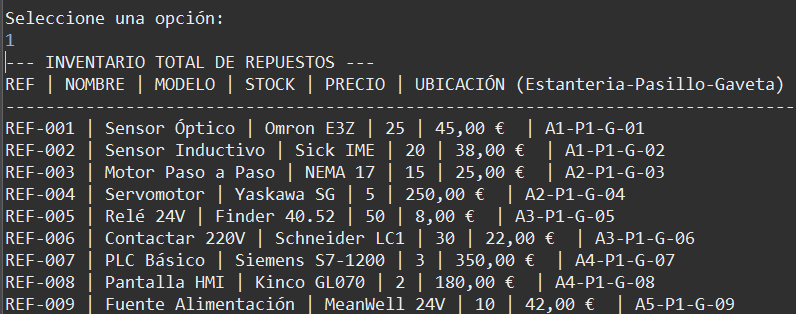 Seleccione una opción:
1
--- INVENTARIO TOTAL DE REPUESTOS ---
REF | NOMBRE | MODELO | STOCK | PRECIO | UBICACIÓN (Estanteria-Pasillo-Gaveta)
--------------------------------------------------------------------------------
REF-001 | Sensor Óptico | Omron E3Z | 25 | 45,00 €  | A1-P1-G-01
REF-002 | Sensor Inductivo | Sick IME | 20 | 38,00 €  | A1-P1-G-02
REF-003 | Motor Paso a Paso | NEMA 17 | 15 | 25,00 €  | A2-P1-G-03
REF-004 | Servomotor | Yaskawa SG | 5 | 250,00 €  | A2-P1-G-04
REF-005 | Relé 24V | Finder 40.52 | 50 | 8,00 €  | A3-P1-G-05
REF-006 | Contactar 220V | Schneider LC1 | 30 | 22,00 €  | A3-P1-G-06
REF-007 | PLC Básico | Siemens S7-1200 | 3 | 350,00 €  | A4-P1-G-07
REF-008 | Pantalla HMI | Kinco GL070 | 2 | 180,00 €  | A4-P1-G-08
REF-009 | Fuente Alimentación | MeanWell 24V | 10 | 42,00 €  | A5-P1-G-09